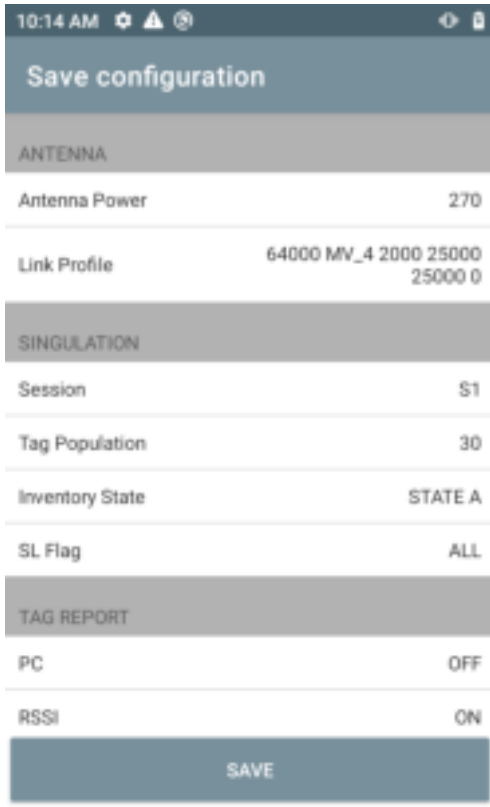 10:14 AM
Save configuration
ANTENNA
Antenna Power 270
Link Profile 64000 MV_4 2000 25000
25000 0
SINGULATION
Session S1
Tag Population 30
Inventory State STATE A
SL Flag ALL
TAG REPORT
PC OFF
RSSI ON
SAVE